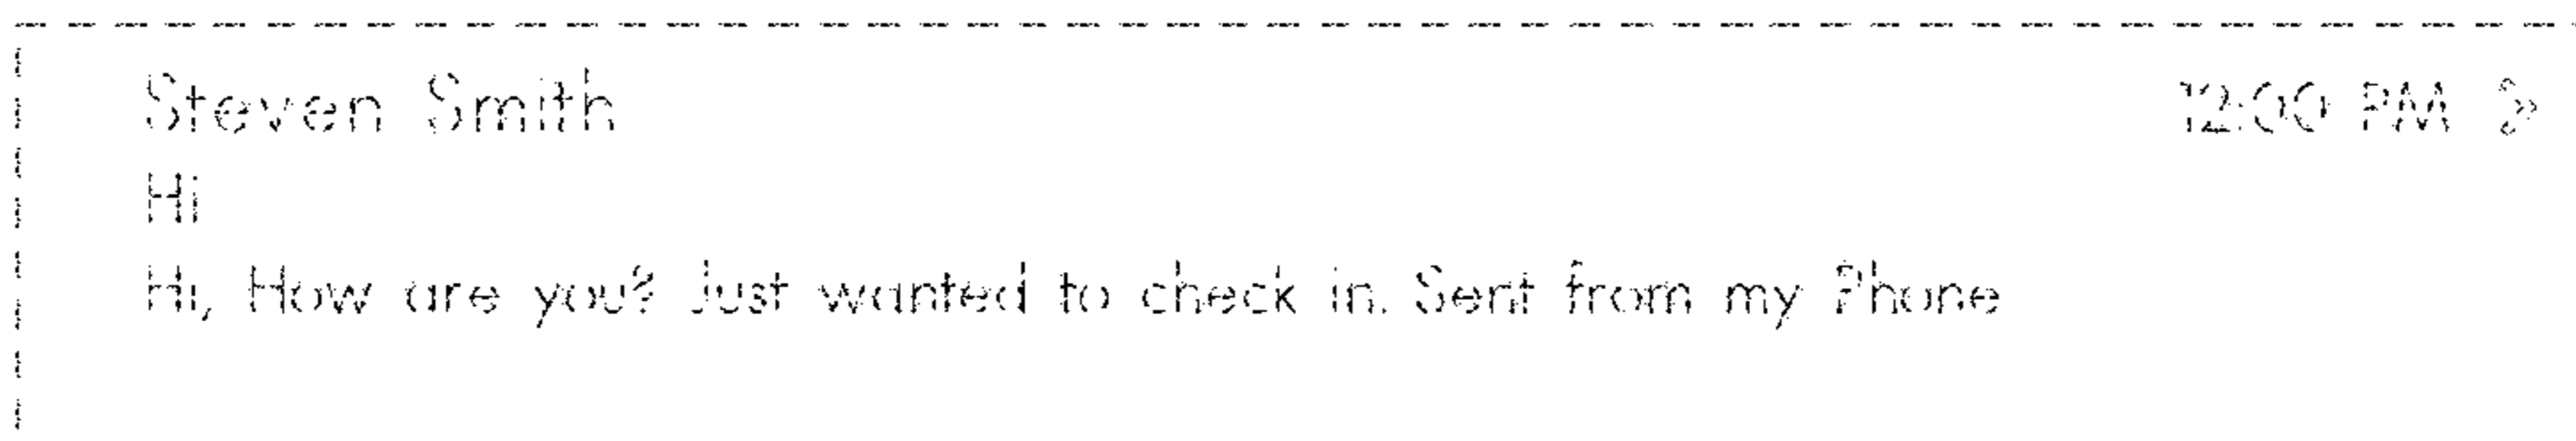 Steven Smith
12:00 PM
Hi
Hi, How are you? Just wanted to check in. Sent from my Phone